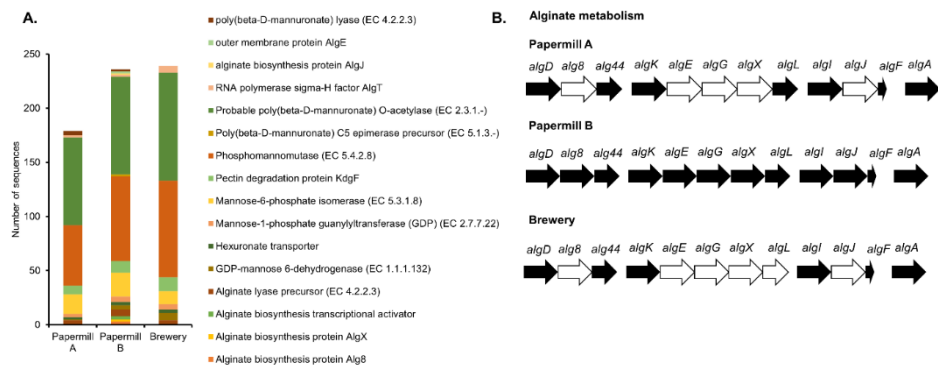 A.
Number of sequences
250
200
150
100
50
0
Papermill A
Papermill B
Brewery
poly(beta-D-mannuronate) lyase (EC 4.2.2.3)
outer membrane protein AlgE
alginate biosynthesis protein AlgJ
RNA polymerase sigma-H factor AlgT
Probable poly(beta-D-mannuronate) O-acetylase (EC 2.3.1.-)
Poly(beta-D-mannuronate) C5 epimerase precursor (EC 5.1.3.-)
Phosphomannomutase (EC 5.4.2.8)
Pectin degradation protein KdgF
Mannose-6-phosphate isomerase (EC 5.3.1.8)
Mannose-1-phosphate guanylyltransferase (GDP) (EC 2.7.7.22)
Hexuronate transporter
GDP-mannose 6-dehydrogenase (EC 1.1.1.132)
Alginate lyase precursor (EC 4.2.2.3)
Alginate biosynthesis transcriptional activator
Alginate biosynthesis protein AlgX
Alginate biosynthesis protein Alg8
B.
Alginate metabolism
Papermill A
algD alg8 alg44 algK algE algG algX algL algI algJ algF algA
Papermill B
algD alg8 alg44 algK algE algG algX algL algI algJ algF algA
Brewery
algD alg8 alg44 algK algE algG algX algL algI algJ algF algA